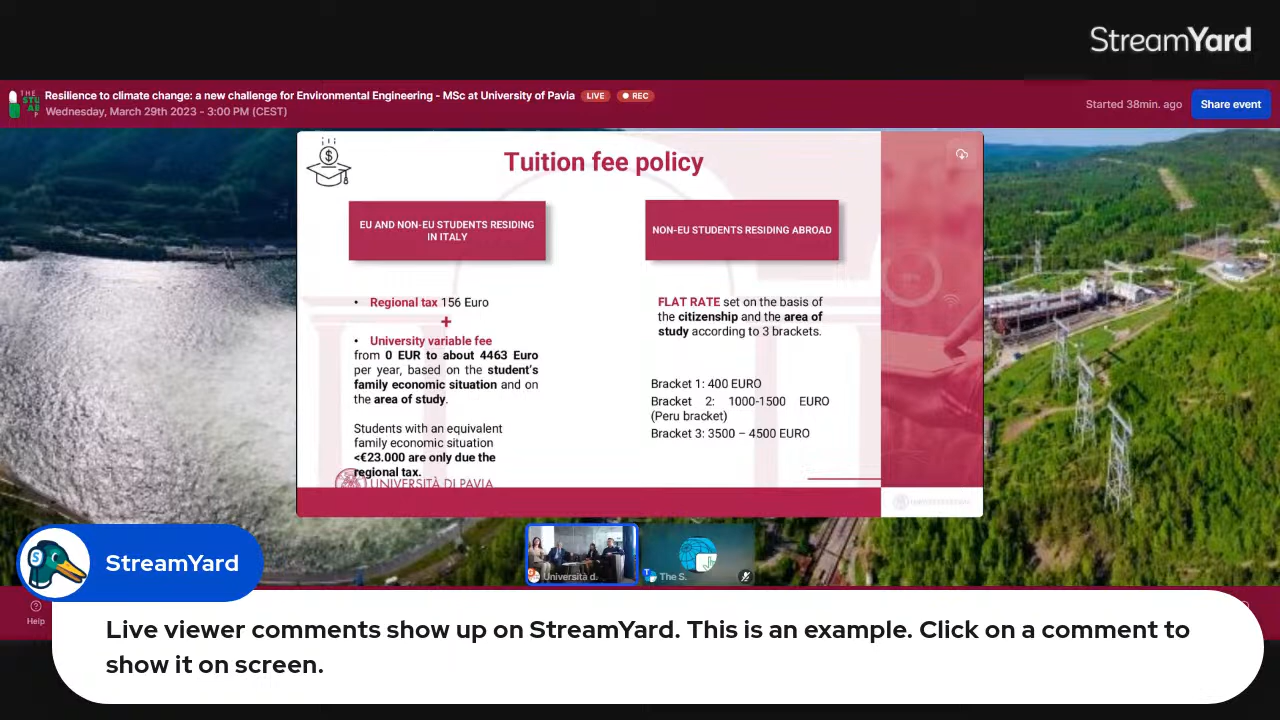 StreamYard
Resilience to climate change: a new challenge for Environmental Engineering - MSc at University of Pavia LIVE REC
Wednesday, March 29th 2023 - 3:00 PM (CEST)
Started 38min. ago
Share event
Tuition fee policy
EU AND NON-EU STUDENTS RESIDING
IN ITALY
• Regional tax 156 Euro
+
• University variable fee
from 0 EUR to about 4463 Euro
per year, based on the student's
family economic situation and on
the area of study.
Students with an equivalent
family economic situation
<€23.000 are only due the
regional tax.
UNIVERSITÀ DI PAVIA
NON-EU STUDENTS RESIDING ABROAD
FLAT RATE set on the basis of
the citizenship and the area of
study according to 3 brackets.
Bracket 1: 400 EURO
Bracket 2: 1000-1500 EURO
(Peru bracket)
Bracket 3: 3500 – 4500 EURO
Università d.
The S.
StreamYard
Help
Live viewer comments show up on StreamYard. This is an example. Click on a comment to
show it on screen.